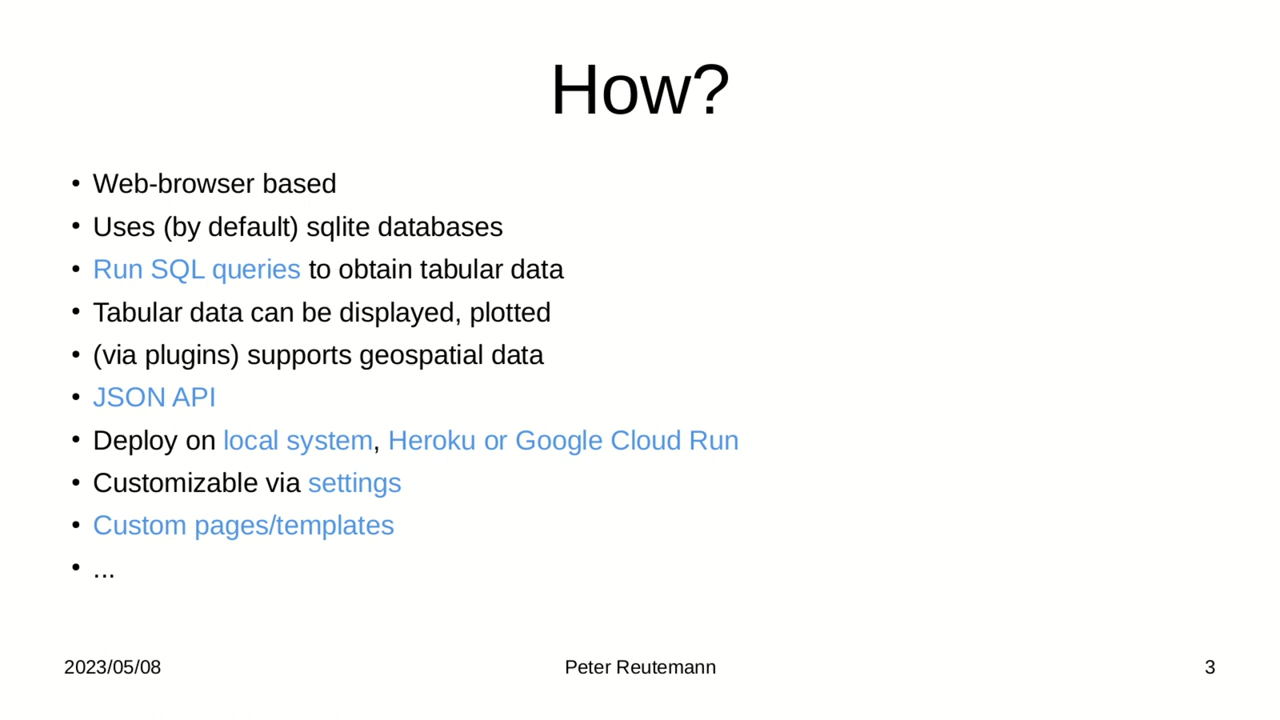 How?
• Web-browser based
• Uses (by default) sqlite databases
• Run SQL queries to obtain tabular data
• Tabular data can be displayed, plotted
• (via plugins) supports geospatial data
• JSON API
• Deploy on local system, Heroku or Google Cloud Run
• Customizable via settings
• Custom pages/templates
• ...
2023/05/08 Peter Reutemann 3